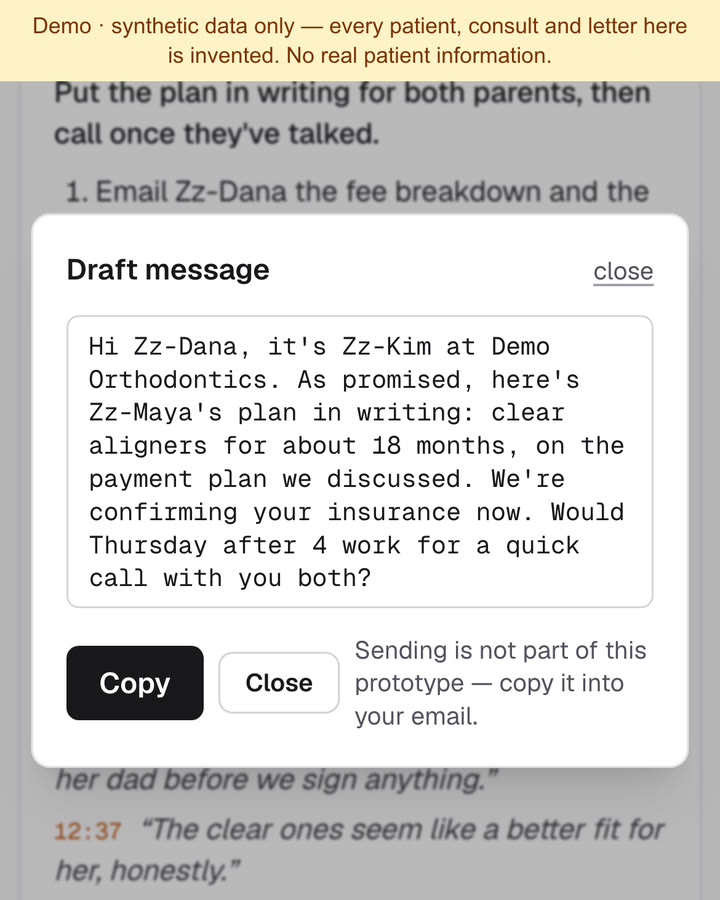 Demo · synthetic data only — every patient, consult and letter here
is invented. No real patient information.
Put the plan in writing for both parents, then
call once they've talked.
1. Email Zz-Dana the fee breakdown and the
Draft message
close
Hi Zz-Dana, it's Zz-Kim at Demo
Orthodontics. As promised, here's
Zz-Maya's plan in writing: clear
aligners for about 18 months, on the
payment plan we discussed. We're
confirming your insurance now. Would
Thursday after 4 work for a quick
call with you both?
Copy
Close
Sending is not part of this
prototype — copy it into
your email.
her dad before we sign anything.”
12:37 “The clear ones seem like a better fit for
her, honestly.”